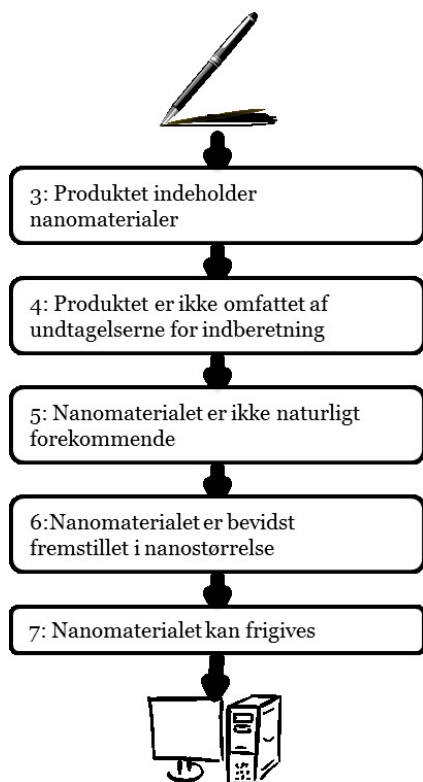 3: Produktet indeholder
nanomaterialer
4: Produktet er ikke omfattet af
undtagelserne for indberetning
5: Nanomaterialet er ikke naturligt
forekommende
6:Nanomaterialet er bevidst
fremstillet i nanostørrelse
7: Nanomaterialet kan frigives